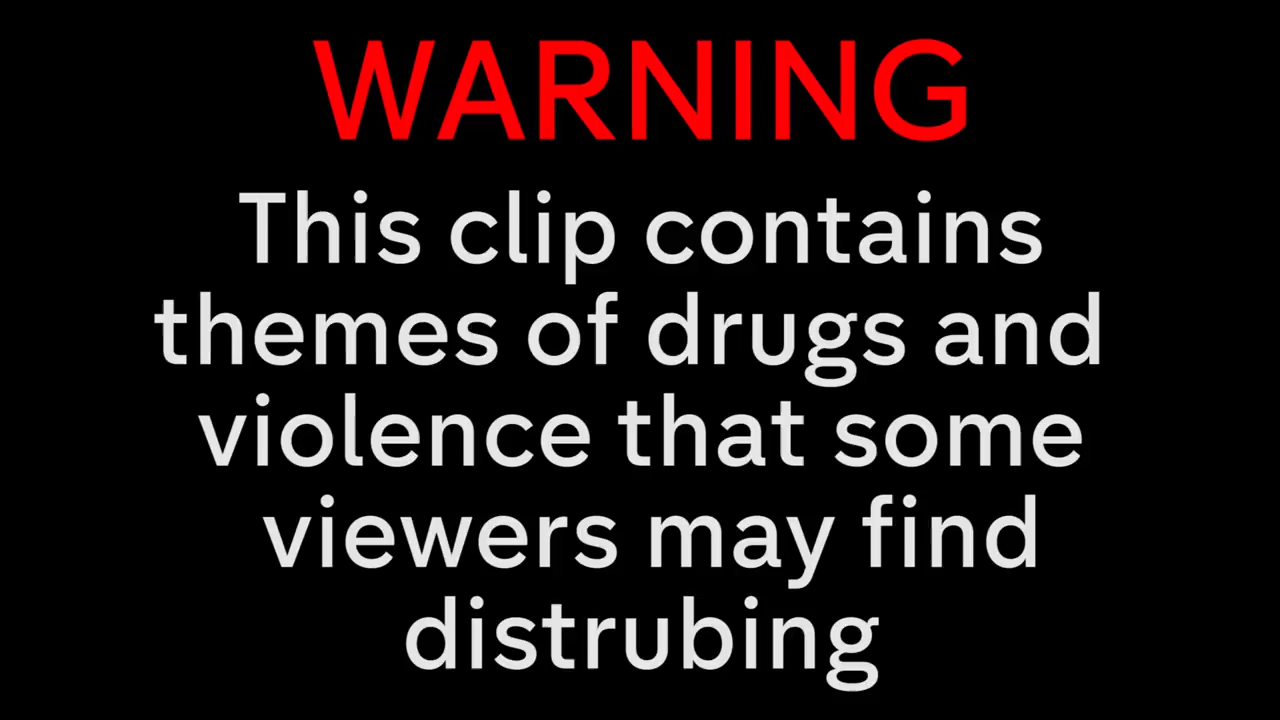 WARNING
This clip contains
themes of drugs and
violence that some
viewers may find
distrubing